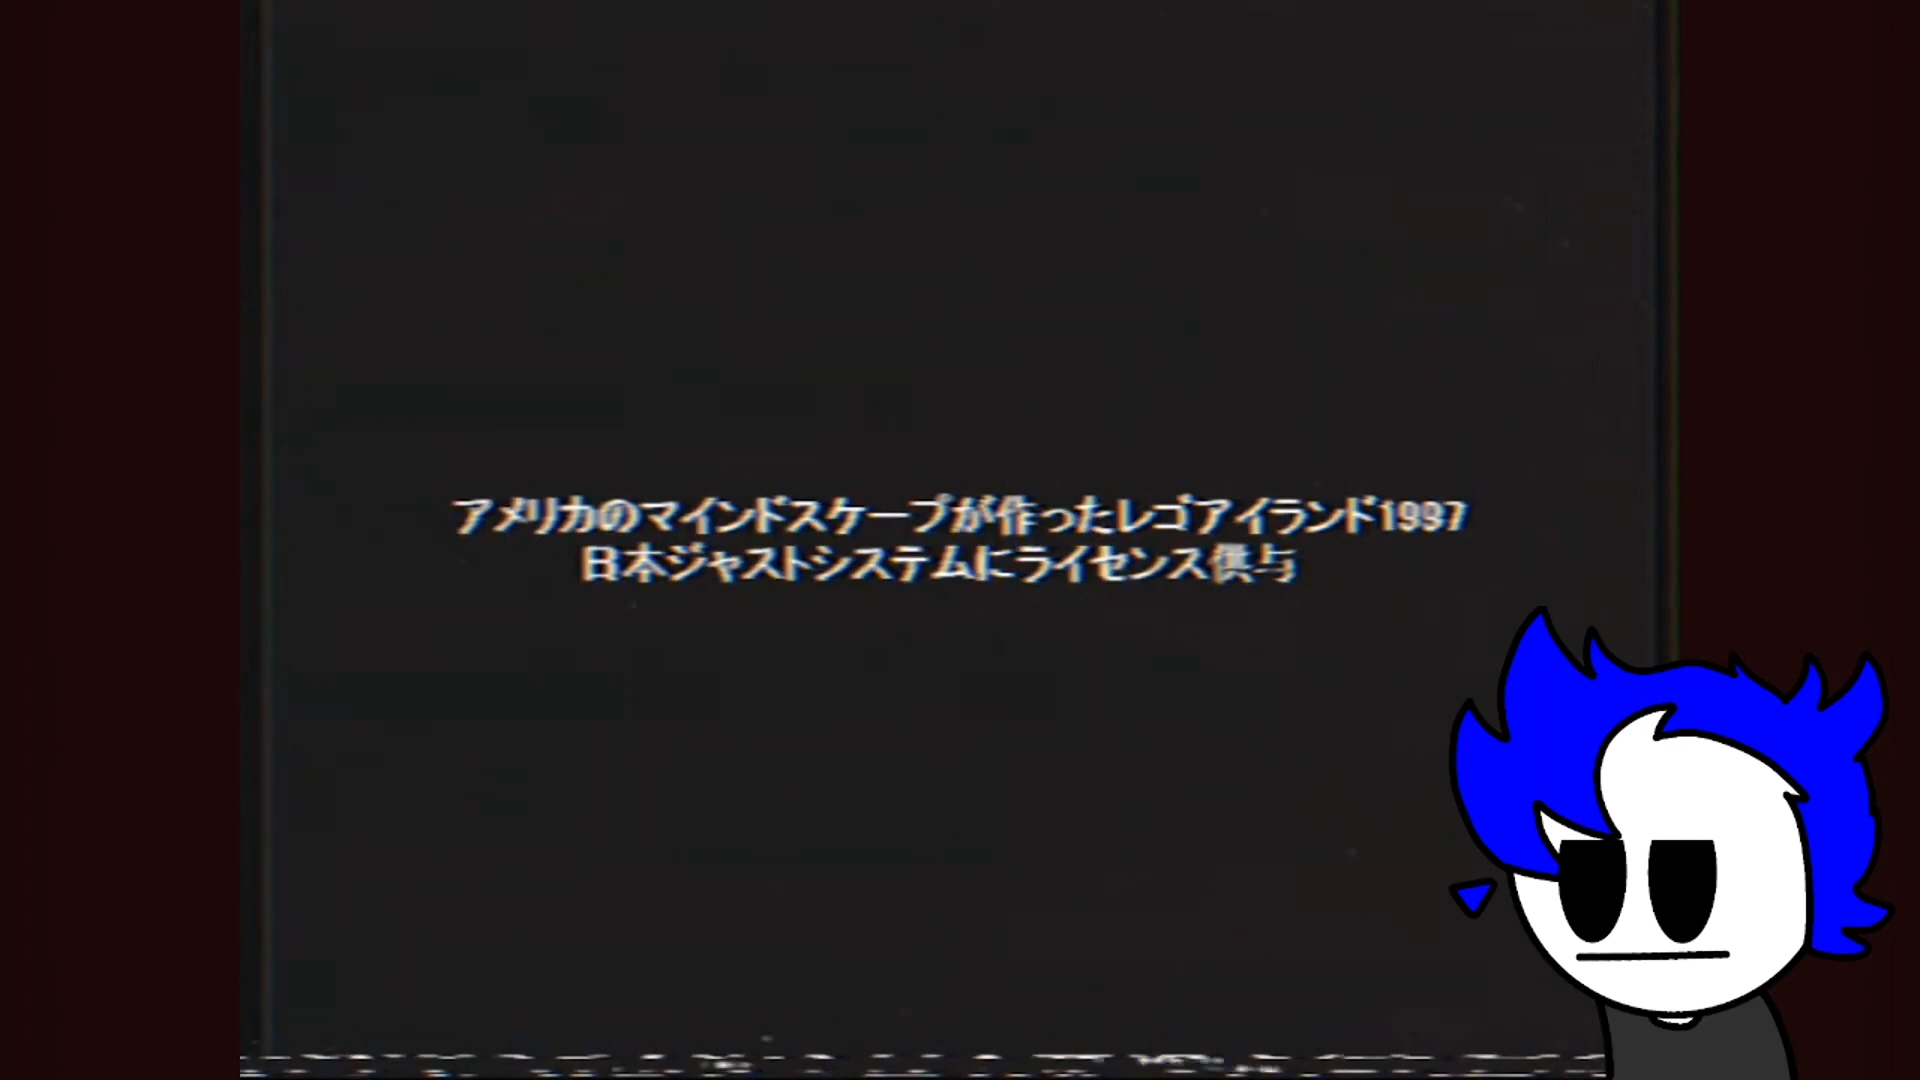 アメリカのマインドスケープが作ったレゴアイランド1997
日本ジャストシステムにライセンス供与